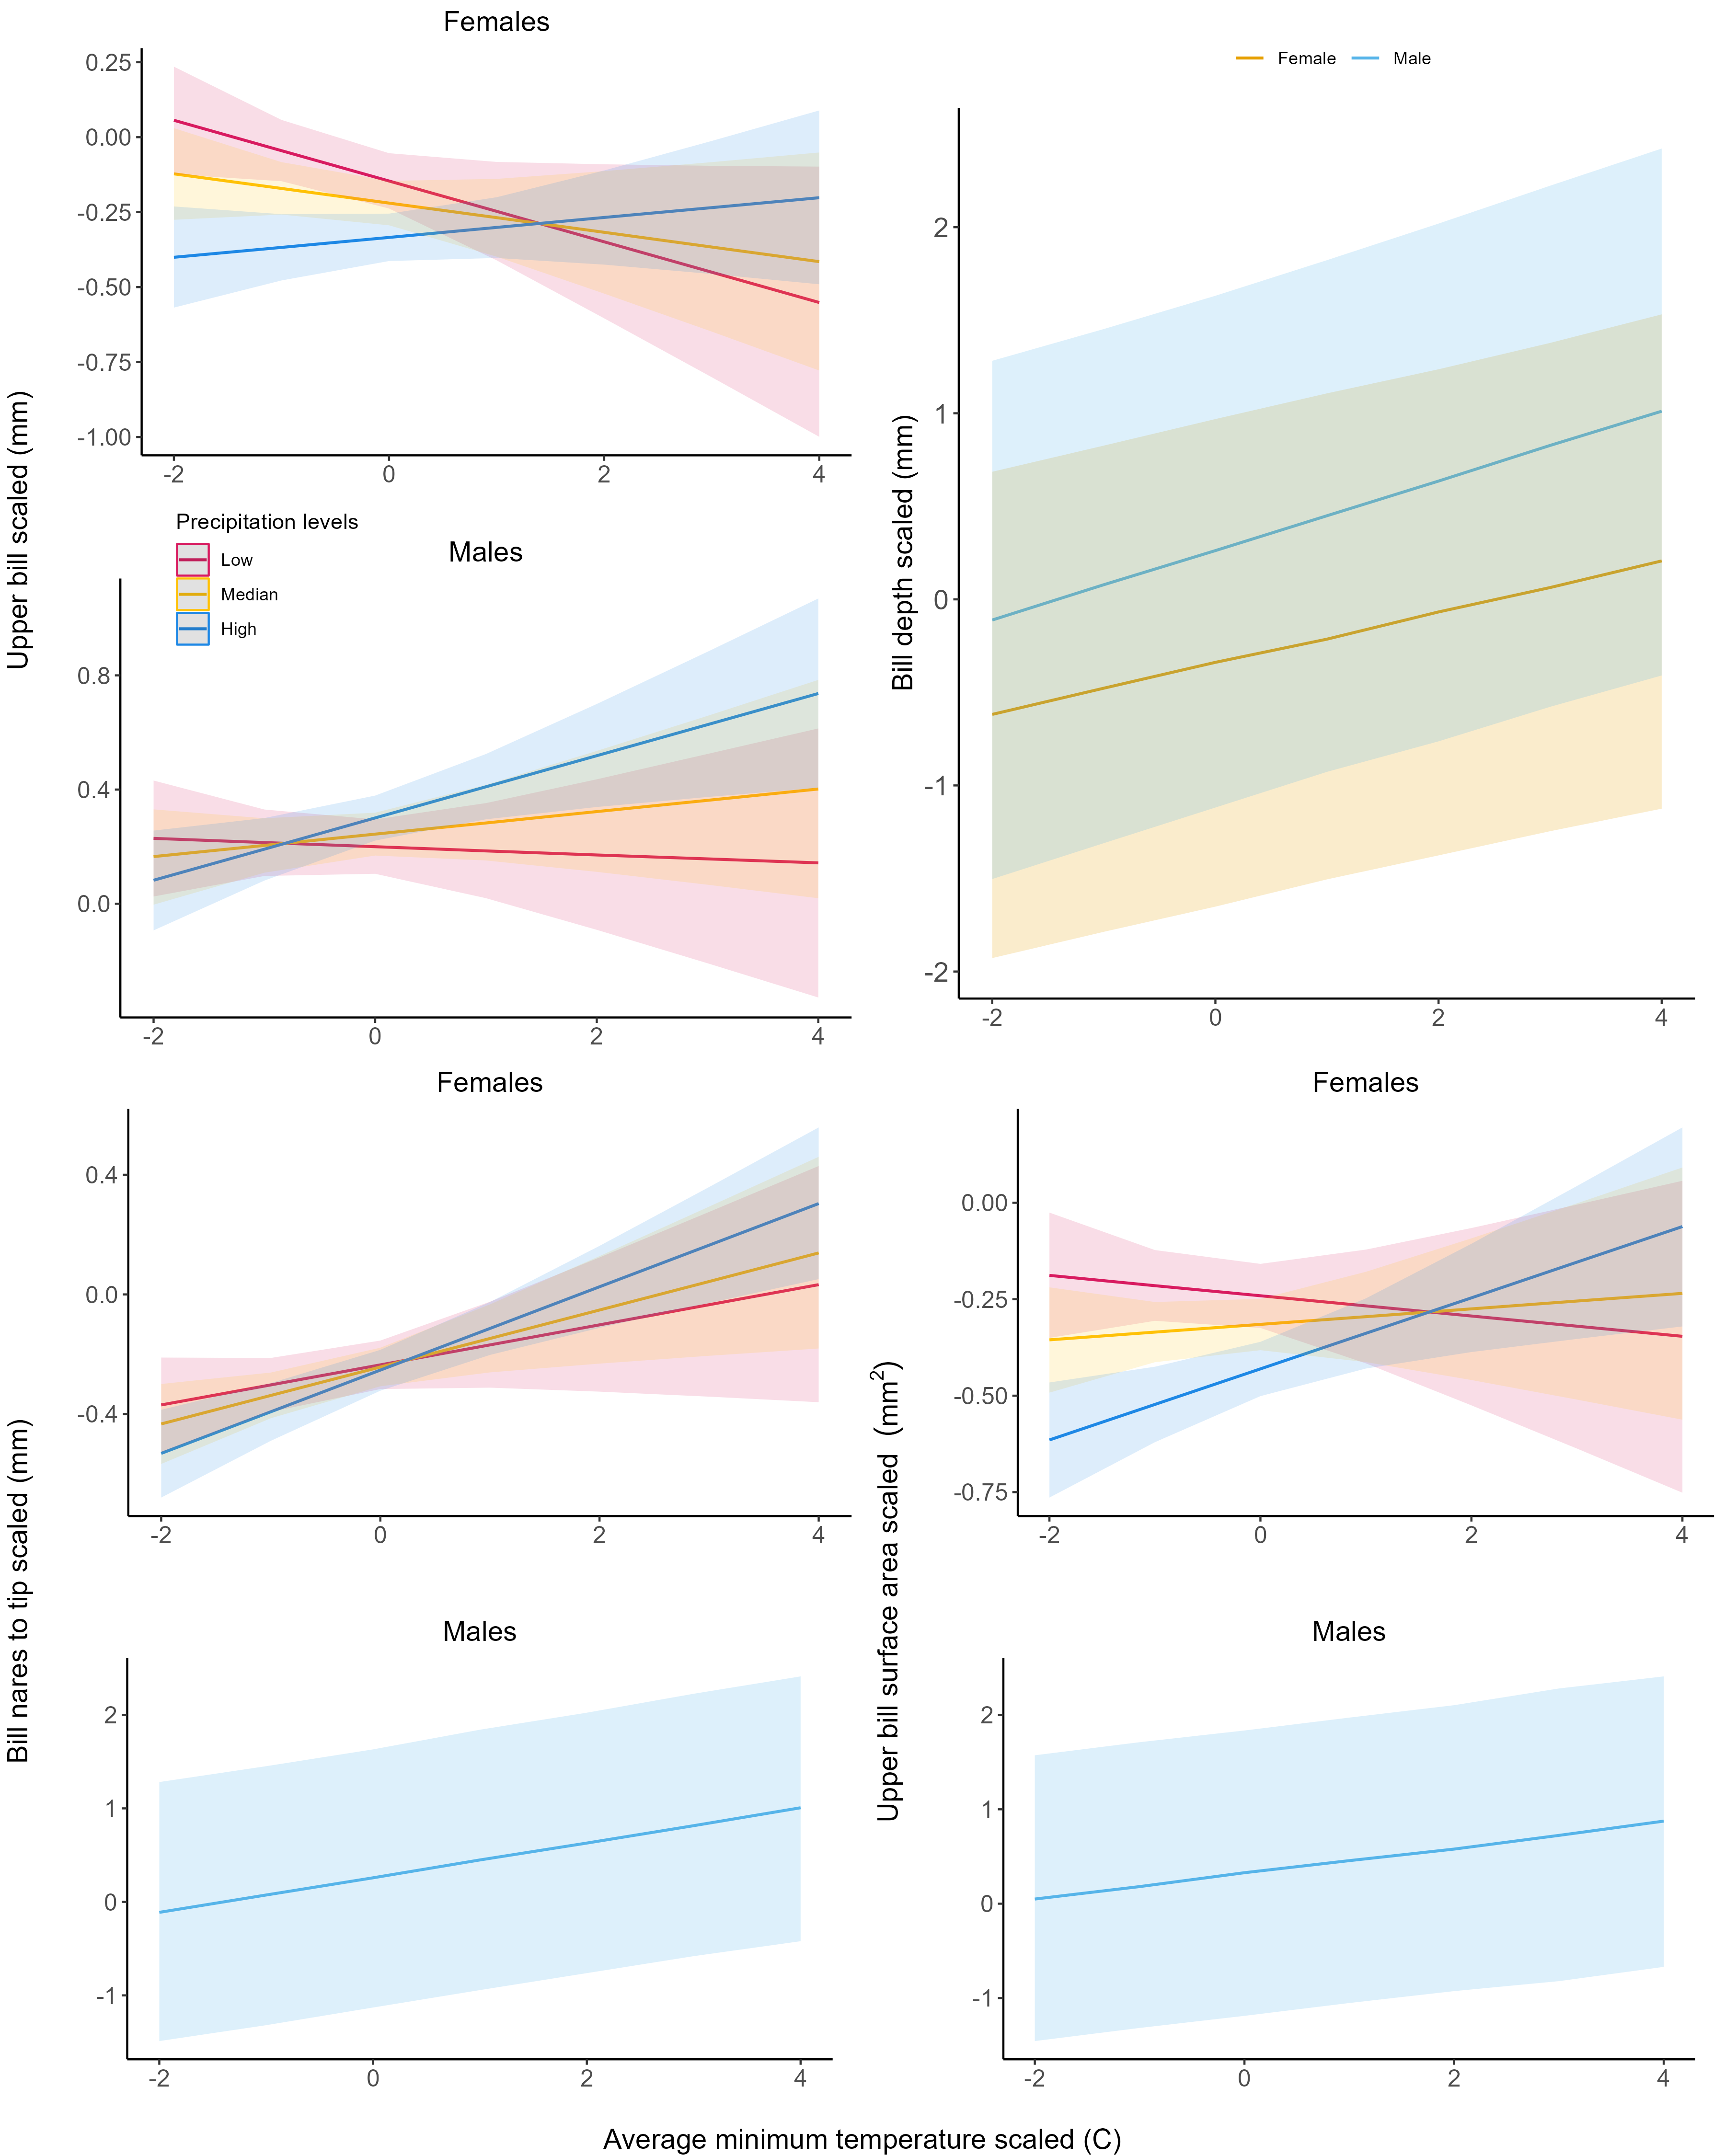 Females
0.25
0.00
-0.25
-0.50
-0.75
-1.00
-2 0 2 4
Upper bill scaled (mm)
Precipitation levels
Low
Median
High
Males
0.8
0.4
0.0
-2 0 2 4
Female Male
Bill depth scaled (mm)
2
1
0
-1
-2
-2 0 2 4
Females
0.4
0.0
-0.4
-2 0 2 4
Bill nares to tip scaled (mm)
Males
2
1
0
-1
-2 0 2 4
Females
0.00
-0.25
-0.50
-0.75
-2 0 2 4
Upper bill surface area scaled (mm²)
Males
2
1
0
-1
-2 0 2 4
Average minimum temperature scaled (C)